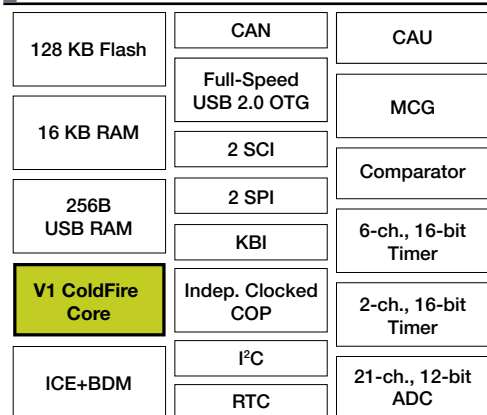 128 KB Flash
16 KB RAM
256B
USB RAM
V1 ColdFire
Core
ICE+BDM
CAN
Full-Speed
USB 2.0 OTG
2 SCI
2 SPI
KBI
Indep. Clocked
COP
I²C
RTC
CAU
MCG
Comparator
6-ch., 16-bit
Timer
2-ch., 16-bit
Timer
21-ch., 12-bit
ADC